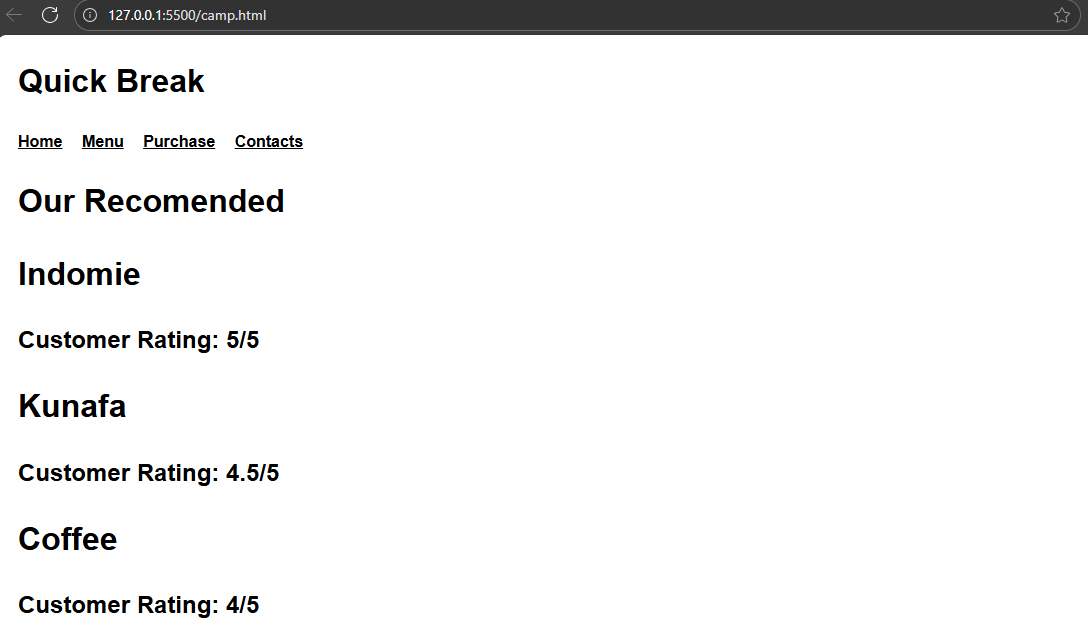 127.0.0.1:5500/camp.html
Quick Break
Home Menu Purchase Contacts
Our Recomended
Indomie
Customer Rating: 5/5
Kunafa
Customer Rating: 4.5/5
Coffee
Customer Rating: 4/5